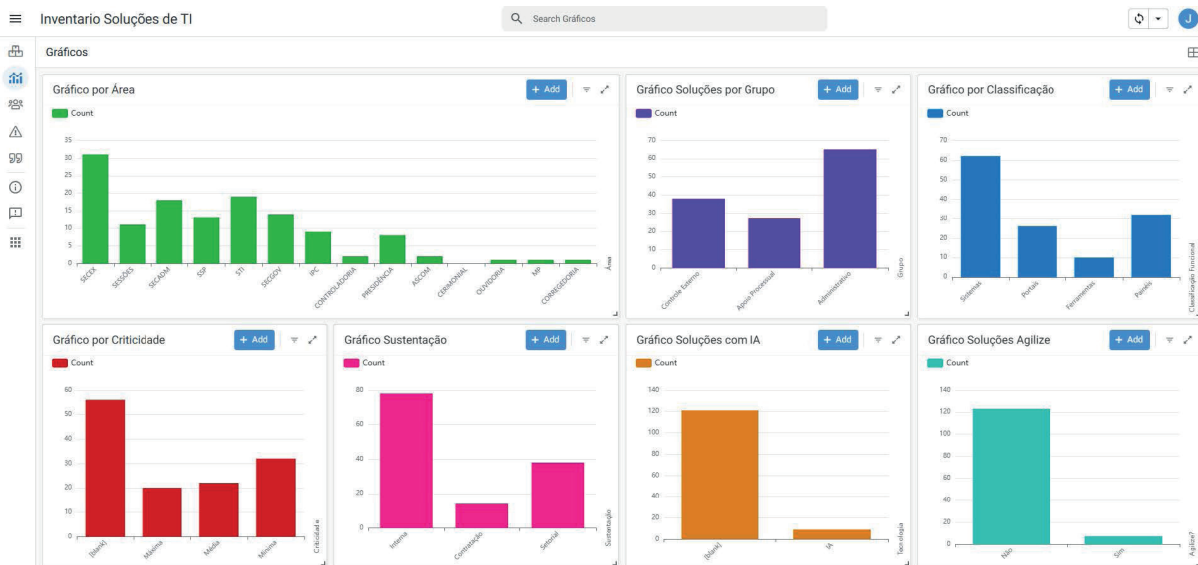 Inventario Soluções de TI
Search Gráficos
J
Gráficos
Gráfico por Área
+ Add
Count
35
30
25
20
15
10
5
0
SECEX
SESSÕES
SECADM
SSP
STI
SECGOV
IPC
CONTROLADORIA
PRESIDÊNCIA
ASCOM
CERIMONIAL
OUVIDORIA
MP
CORREGEDORIA
Área
Gráfico Soluções por Grupo
+ Add
Count
70
60
50
40
30
20
10
0
Controle Externo
Apoio Processual
Administrativo
Grupo
Gráfico por Classificação
+ Add
Count
70
60
50
40
30
20
10
0
Sistemas
Portais
Ferramentas
Painéis
Classificação Funcional
Gráfico por Criticidade
+ Add
Count
60
50
40
30
20
10
0
[blank]
Máxima
Média
Mínima
Criticidade
Gráfico Sustentação
+ Add
Count
80
60
40
20
0
Interna
Contratação
Setorial
Sustentação
Gráfico Soluções com IA
+ Add
Count
140
120
100
80
60
40
20
0
[blank]
IA
Tecnologia
Gráfico Soluções Agilize
+ Add
Count
140
120
100
80
60
40
20
0
Não
Sim
Agilize?